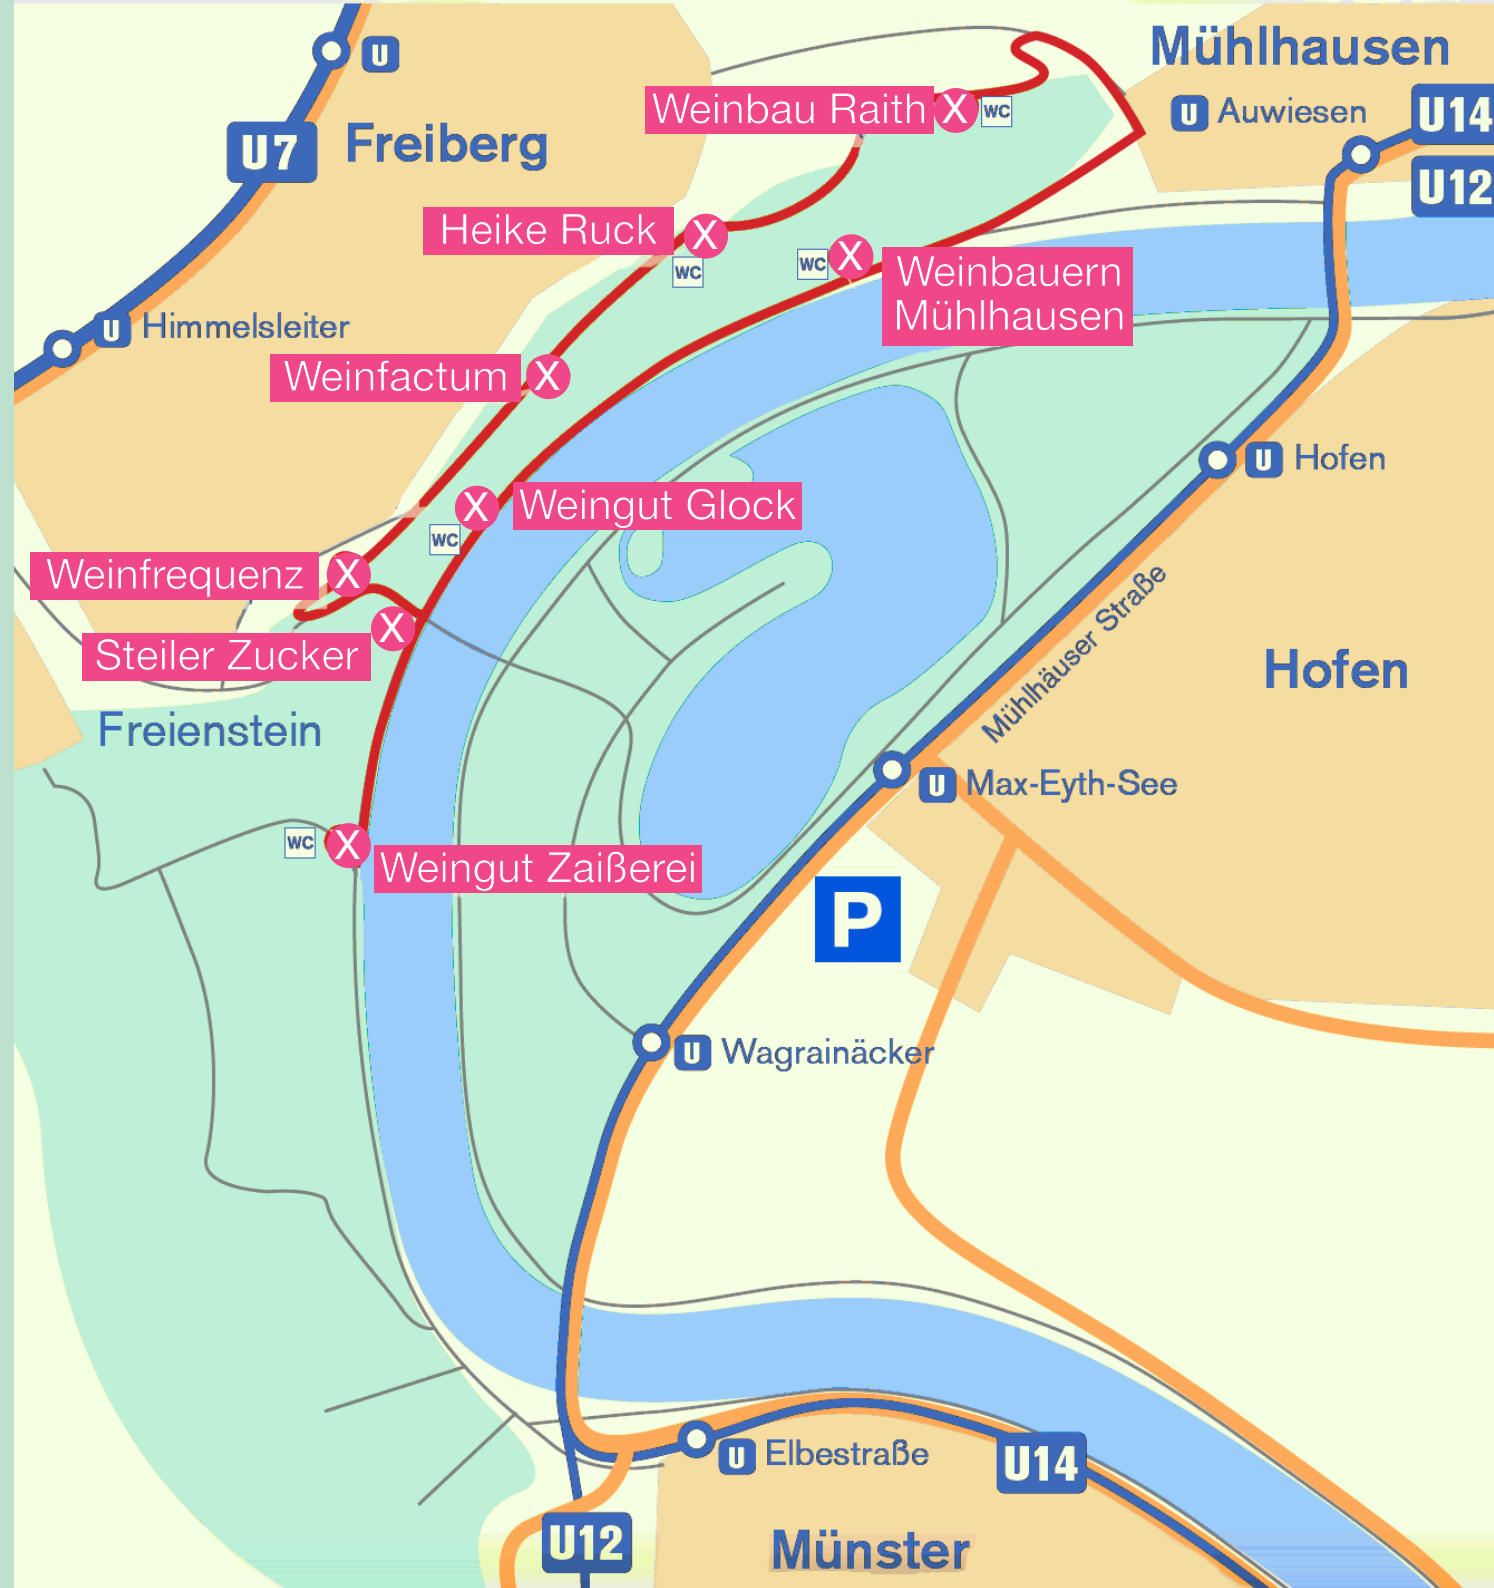 U
Mühlhausen
Weinbau Raith X WC
U Auwiesen
U14
U7
Freiberg
U12
Heike Ruck X
WC
WC X
Weinbauern
Mühlhausen
U Himmelsleiter
Weinfactum X
U Hofen
X Weingut Glock
WC
Weinfrequenz X
Mühlhäuser Straße
Steiler Zucker X
Hofen
Freienstein
U Max-Eyth-See
WC X
Weingut Zaißerei
P
U Wagrainäcker
U Elbestraße
U14
U12
Münster